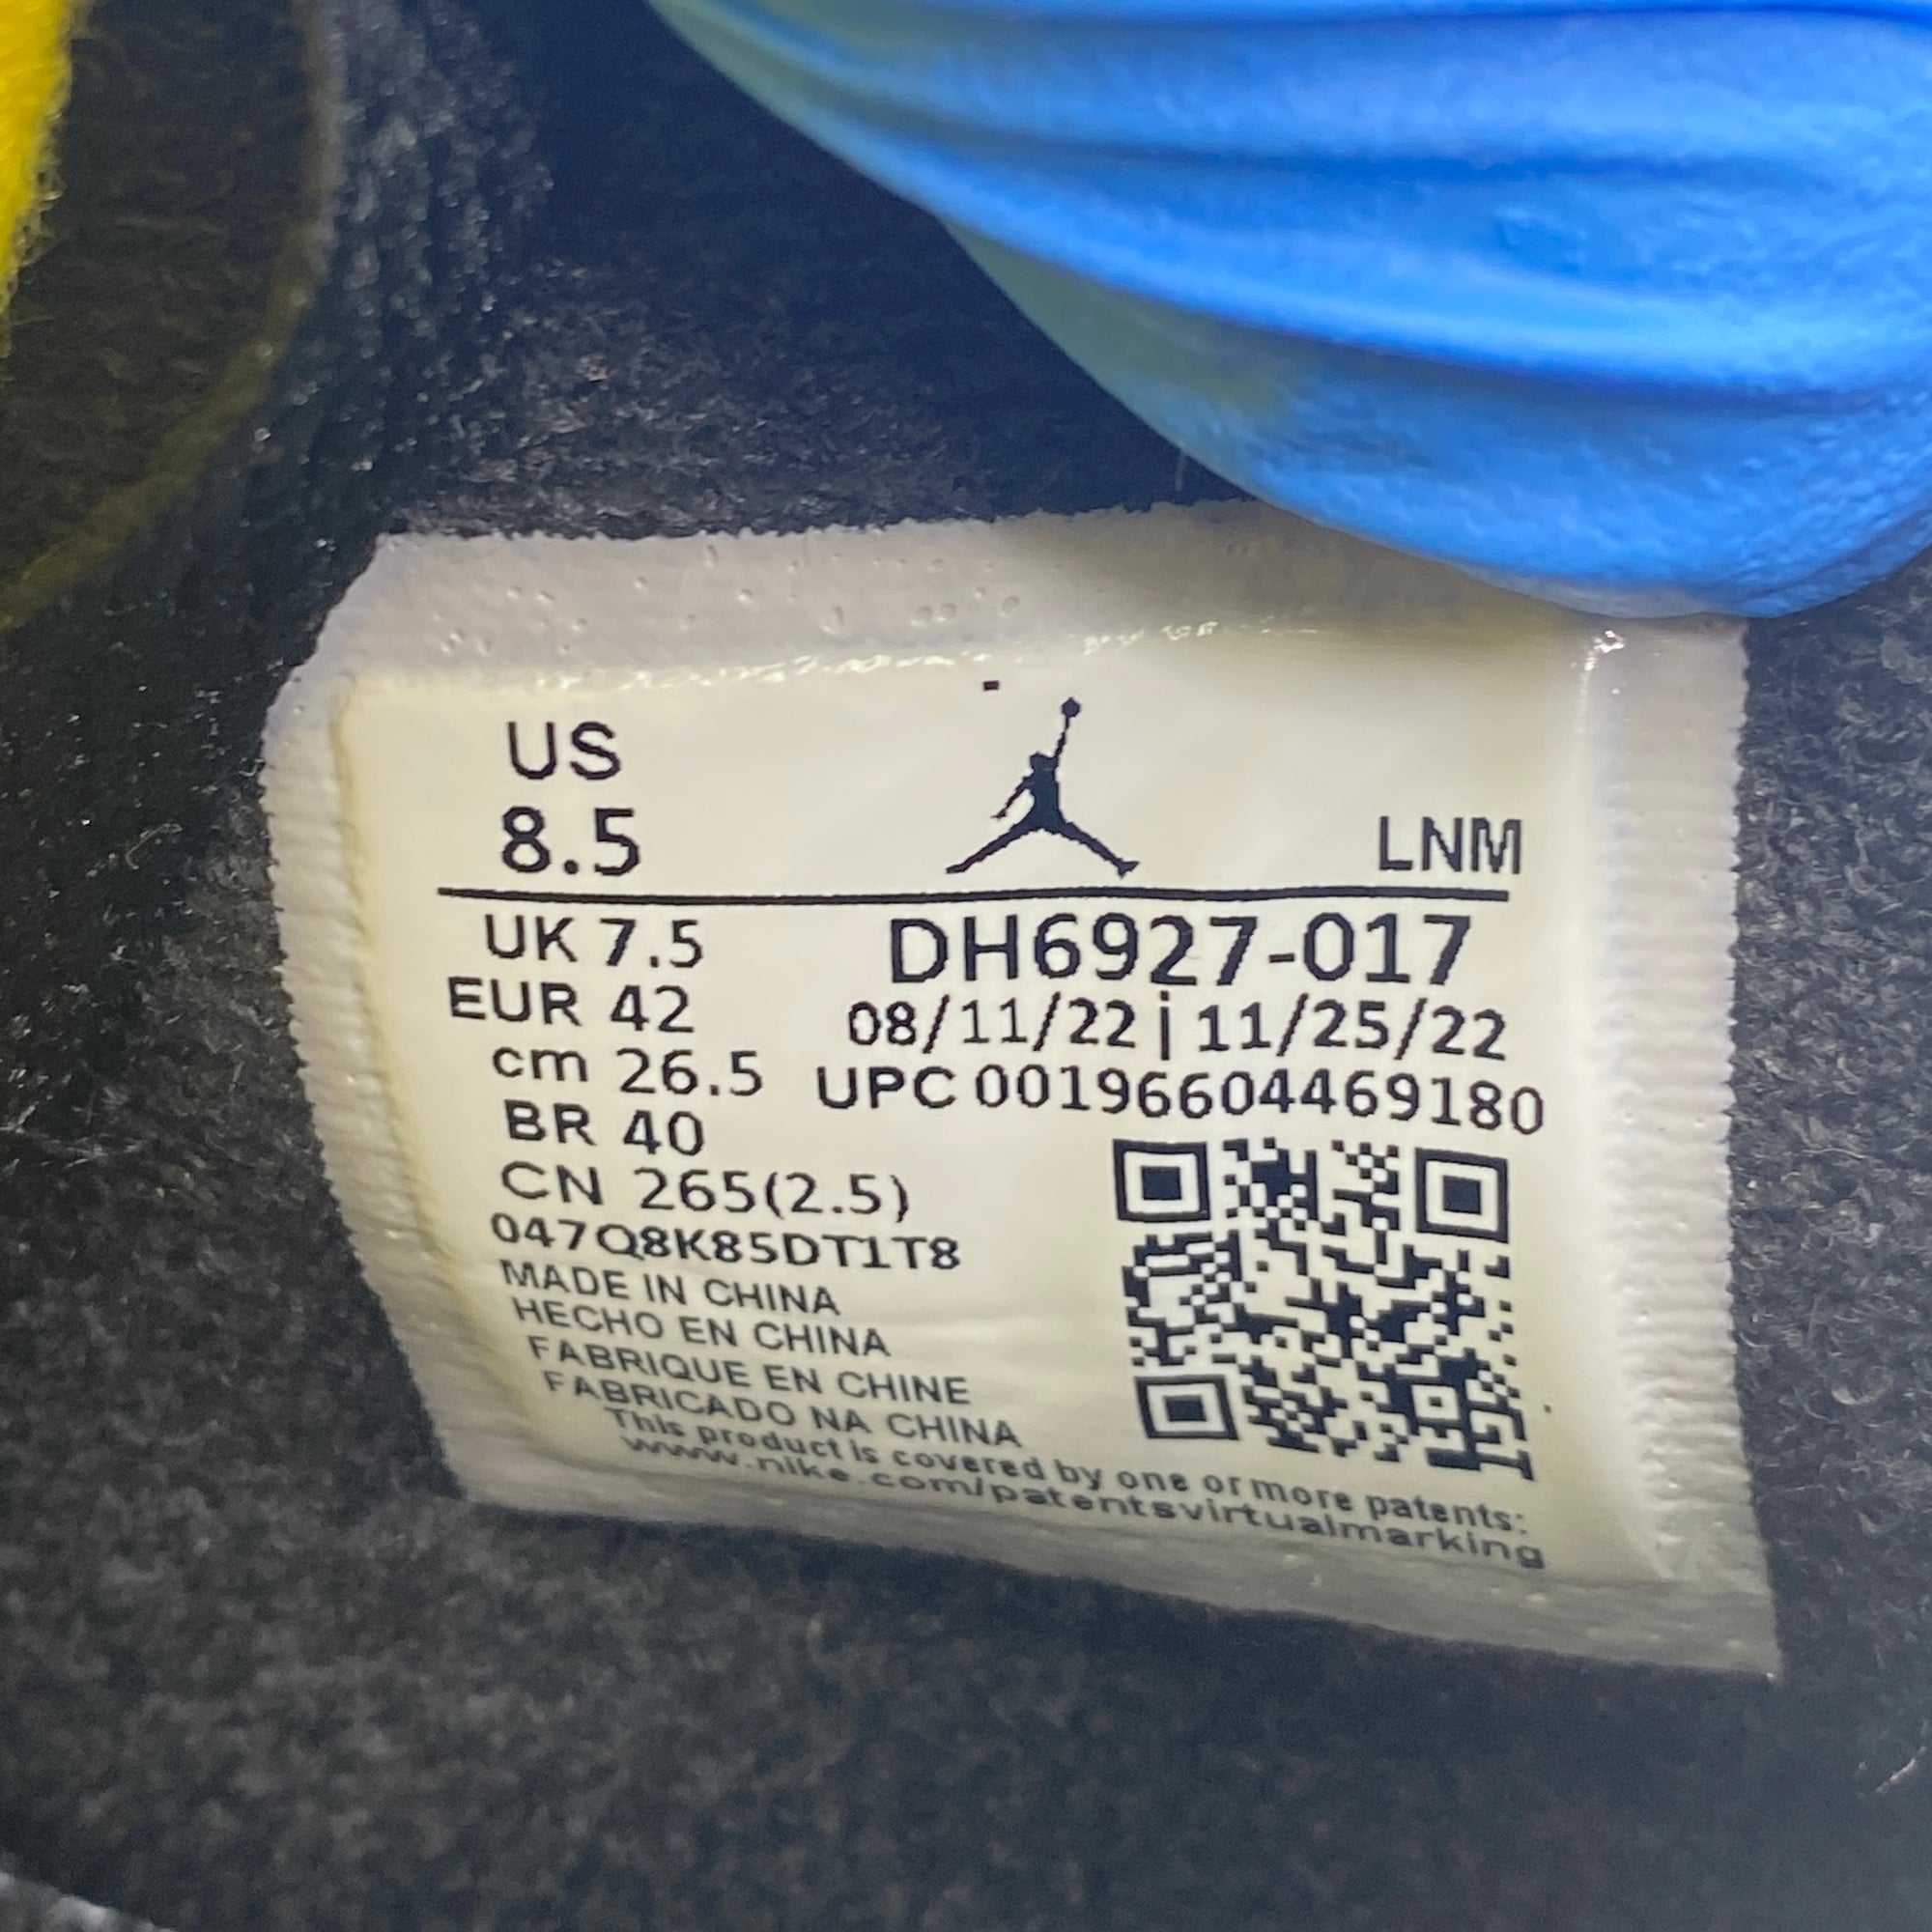 US
8.5
LNM
UK 7.5
DH6927-017
EUR 42
08/11/22 | 11/25/22
cm 26.5
UPC 00196604469180
BR 40
CN 265(2.5)
047Q8K85DT1T8
MADE IN CHINA
HECHO EN CHINA
FABRIQUE EN CHINE
FABRICADO NA CHINA
This product is covered by one or more patents:
www.nike.com/patentsvirtualmarking